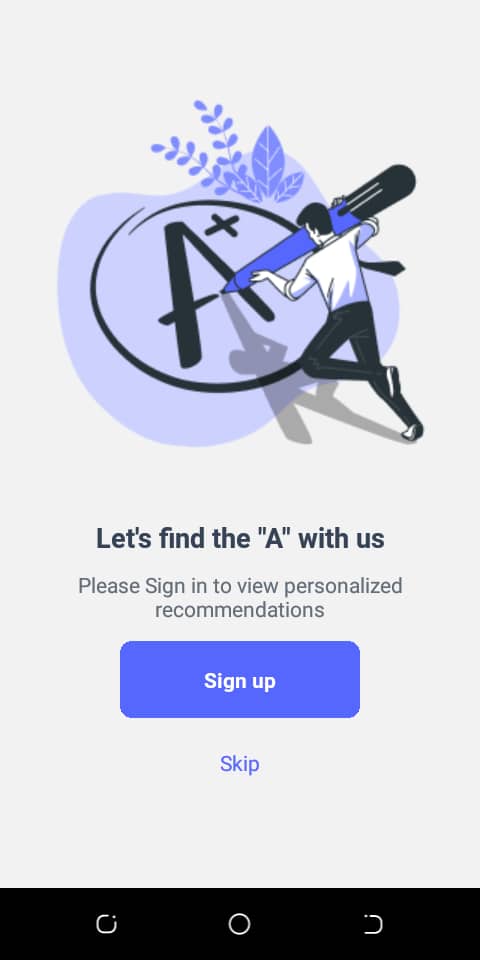 A+
Let's find the "A" with us
Please Sign in to view personalized
recommendations
Sign up
Skip